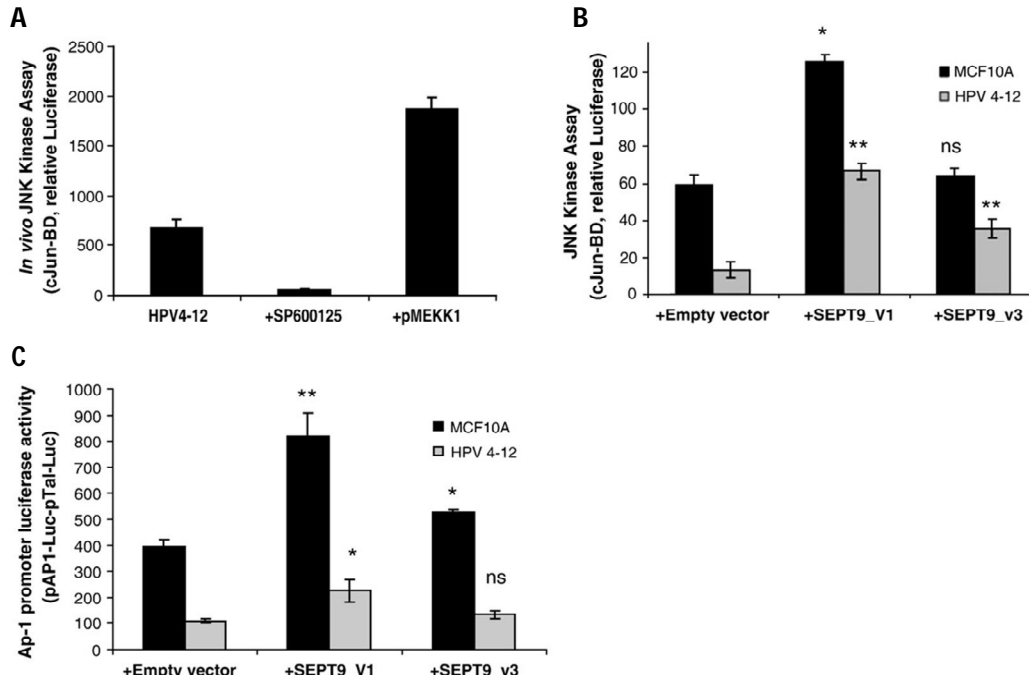 A
In vivo JNK Kinase Assay
(cJun-BD, relative Luciferase)
2500
2000
1500
1000
500
0
HPV4-12
+SP600125
+pMEKK1
B
JNK Kinase Assay
(cJun-BD, relative Luciferase)
120
100
80
60
40
20
0
*
**
ns
**
MCF10A
HPV 4-12
+Empty vector
+SEPT9_V1
+SEPT9_v3
C
Ap-1 promoter luciferase activity
(pAP1-Luc-pTal-Luc)
1000
900
800
700
600
500
400
300
200
100
0
**
*
*
ns
MCF10A
HPV 4-12
+Empty vector
+SEPT9_V1
+SEPT9_v3